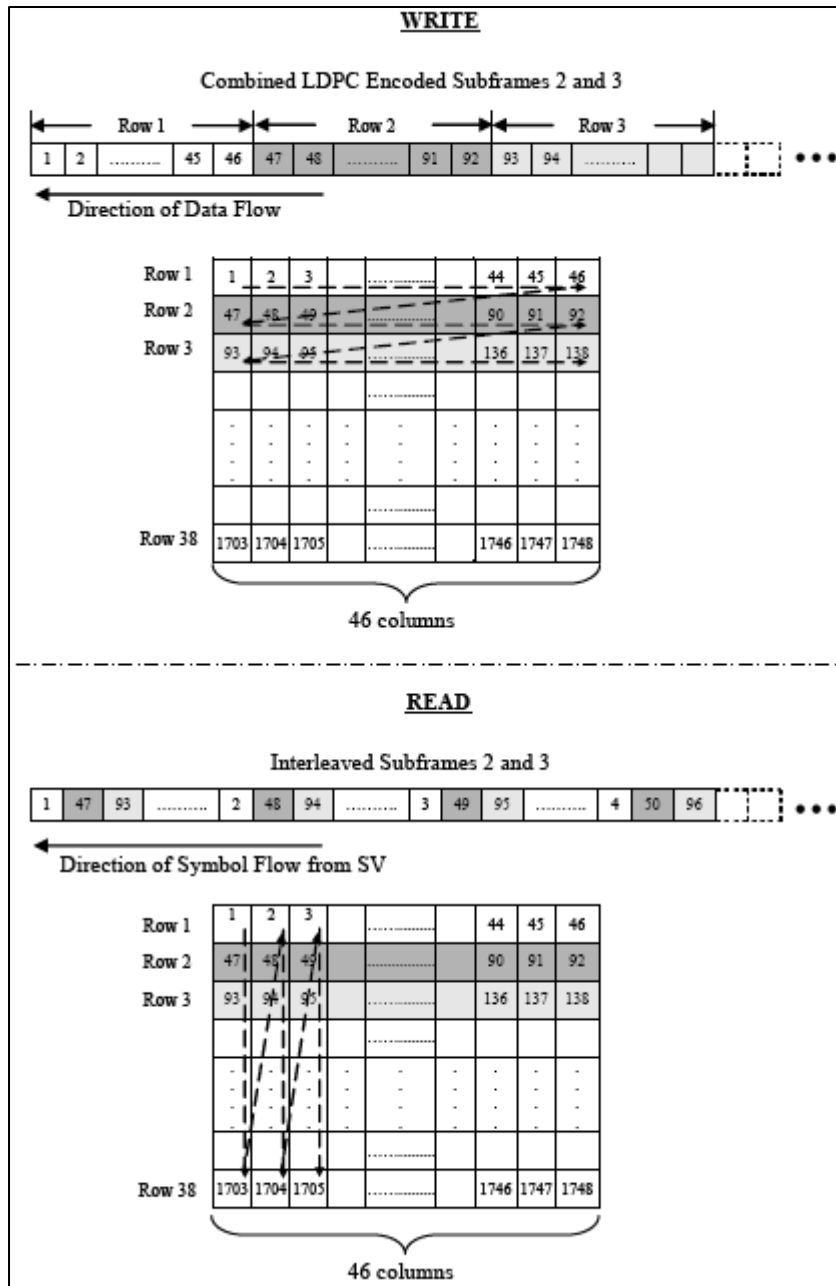 WRITE
Combined LDPC Encoded Subframes 2 and 3
Row 1 Row 2 Row 3
1 2 .......... 45 46 47 48 .......... 91 92 93 94 ..........
Direction of Data Flow
Row 1 1 2 3 ................ 44 45 46
Row 2 47 48 49 ................ 90 91 92
Row 3 93 94 95 ................ 136 137 138
................
................
Row 38 1703 1704 1705 ................ 1746 1747 1748
46 columns
READ
Interleaved Subframes 2 and 3
1 47 93 .......... 2 48 94 .......... 3 49 95 .......... 4 50 96
Direction of Symbol Flow from SV
Row 1 1 2 3 ................ 44 45 46
Row 2 47 48 49 ................ 90 91 92
Row 3 93 94 95 ................ 136 137 138
................
................
Row 38 1703 1704 1705 ................ 1746 1747 1748
46 columns